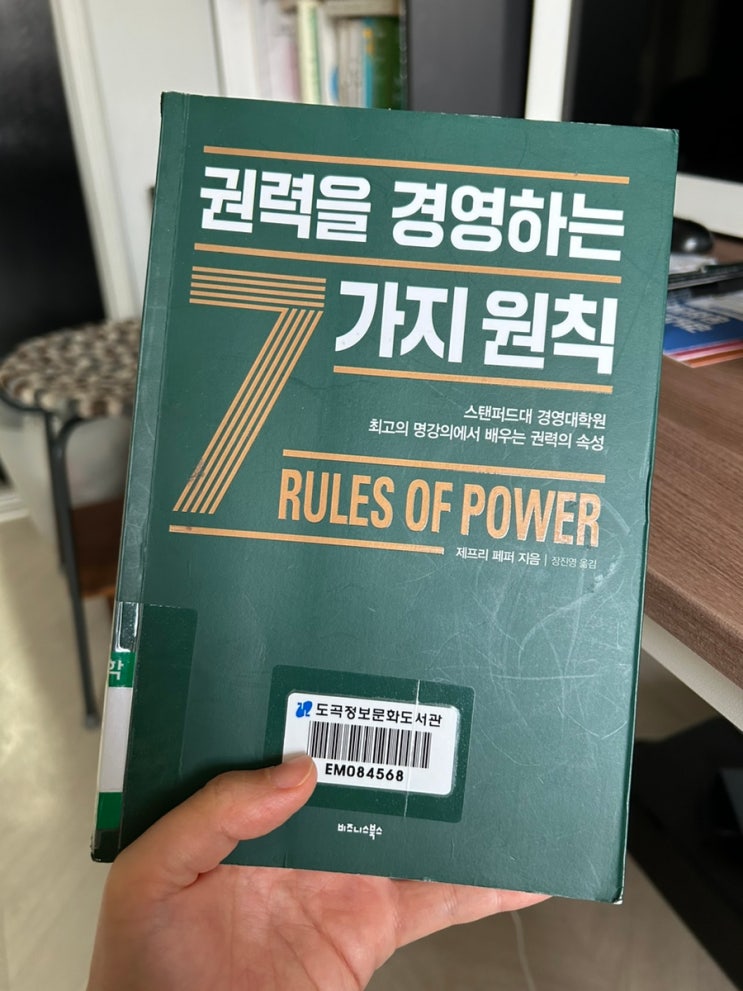 권력을 경영하는
7
가지 원칙
스탠퍼드대 경영대학원
최고의 명강의에서 배우는 권력의 속성
RULES OF POWER
제프리 페퍼 지음 | 장진영 옮김
학
도곡정보문화도서관
EM084568
비즈니스북스